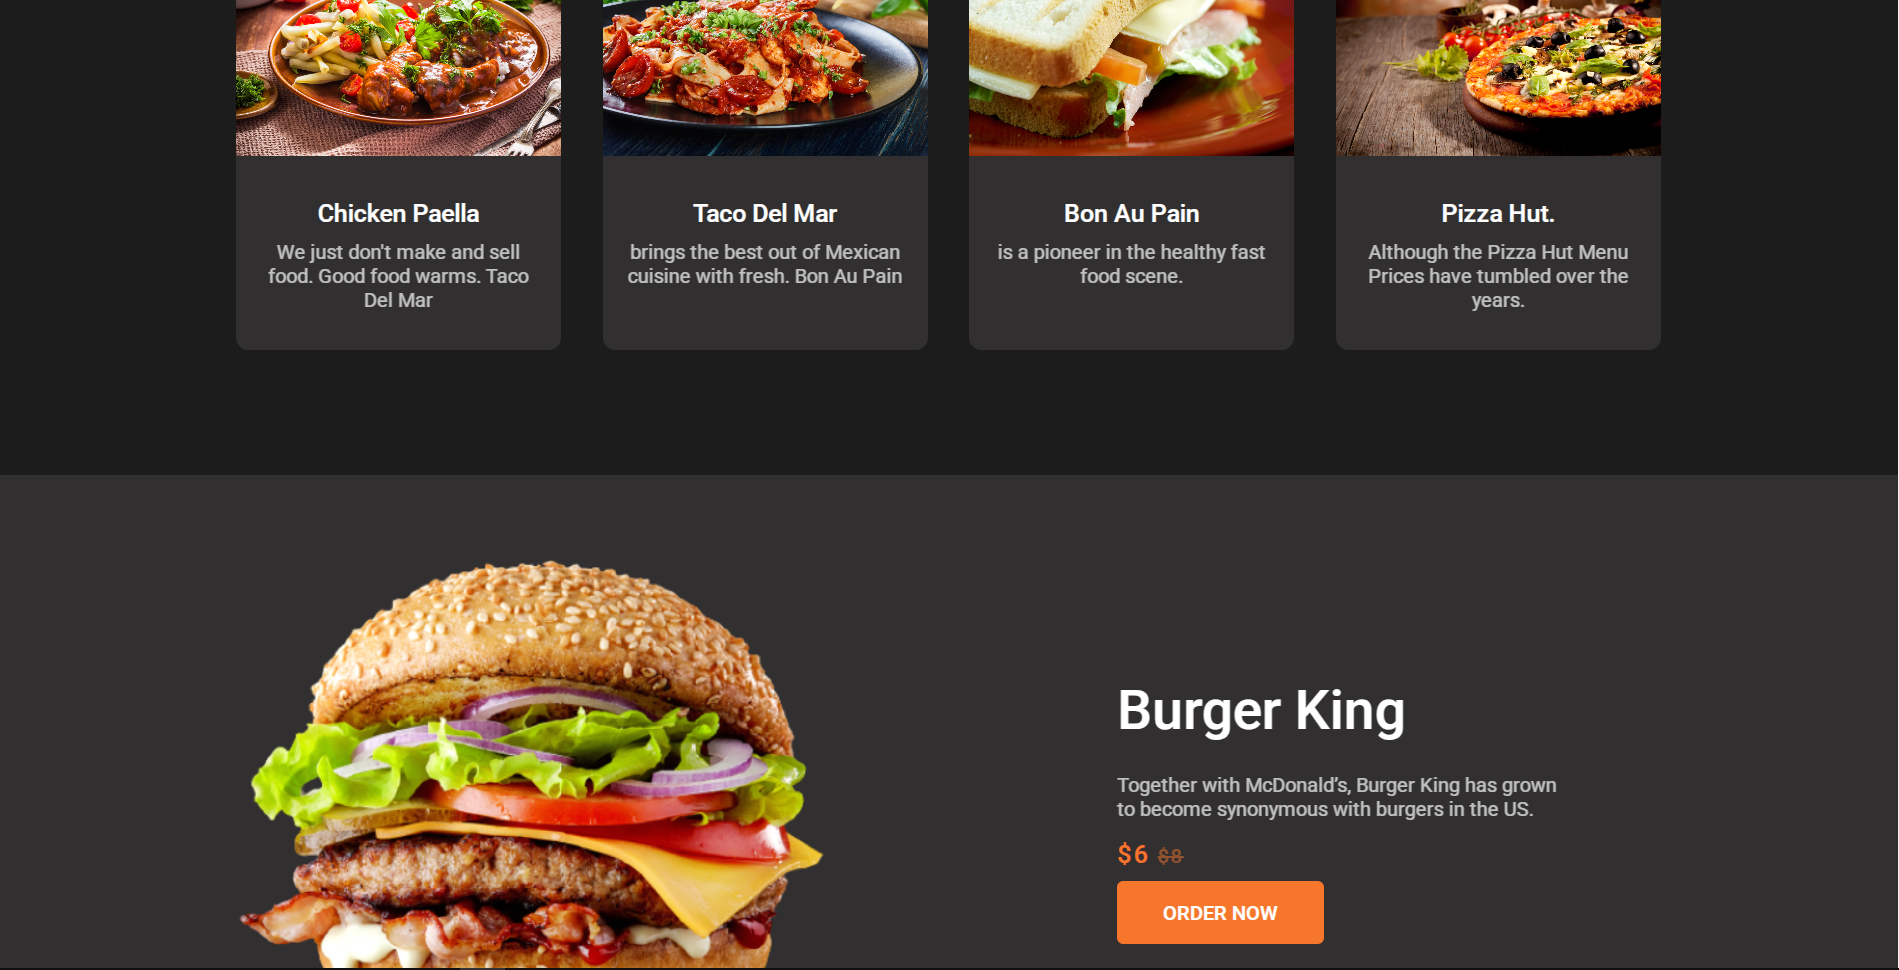 Chicken Paella
We just don't make and sell
food. Good food warms. Taco
Del Mar
Taco Del Mar
brings the best out of Mexican
cuisine with fresh. Bon Au Pain
Bon Au Pain
is a pioneer in the healthy fast
food scene.
Pizza Hut.
Although the Pizza Hut Menu
Prices have tumbled over the
years.
Burger King
Together with McDonald’s, Burger King has grown
to become synonymous with burgers in the US.
$6 $8
ORDER NOW